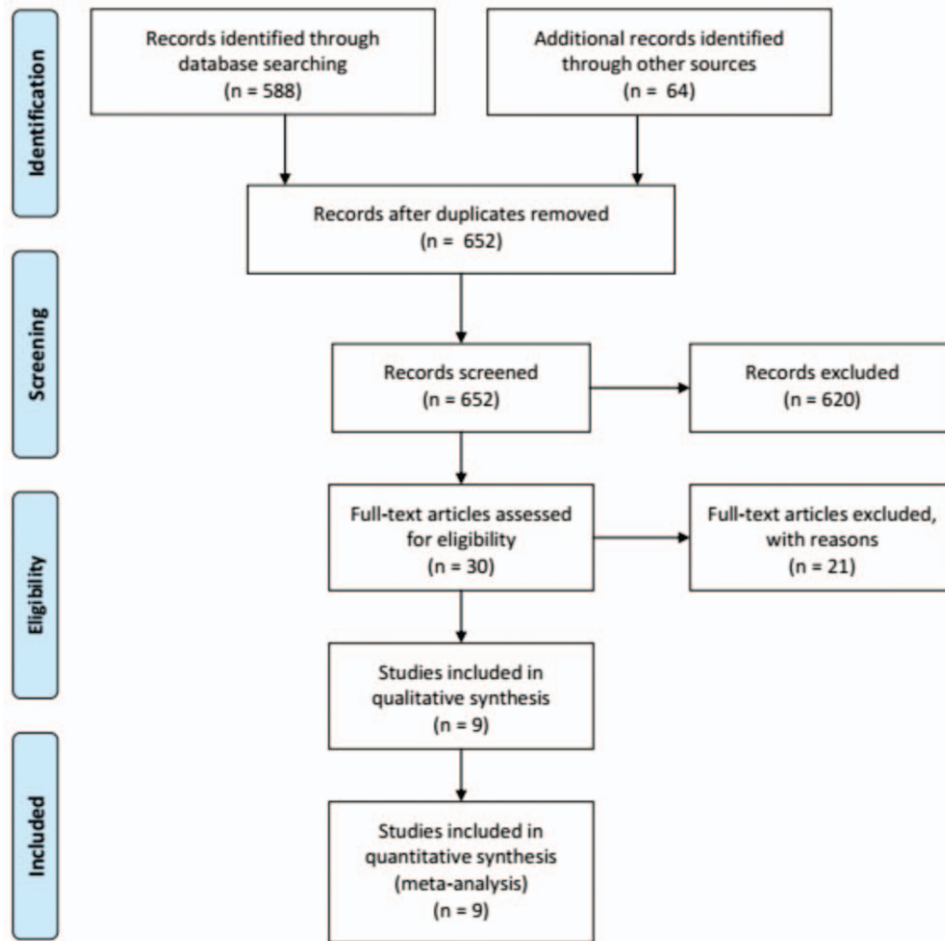 Identification
Records identified through
database searching
(n = 588)
Additional records identified
through other sources
(n = 64)
Records after duplicates removed
(n = 652)
Screening
Records screened
(n = 652)
Records excluded
(n = 620)
Eligibility
Full-text articles assessed
for eligibility
(n = 30)
Full-text articles excluded,
with reasons
(n = 21)
Studies included in
qualitative synthesis
(n = 9)
Included
Studies included in
quantitative synthesis
(meta-analysis)
(n = 9)